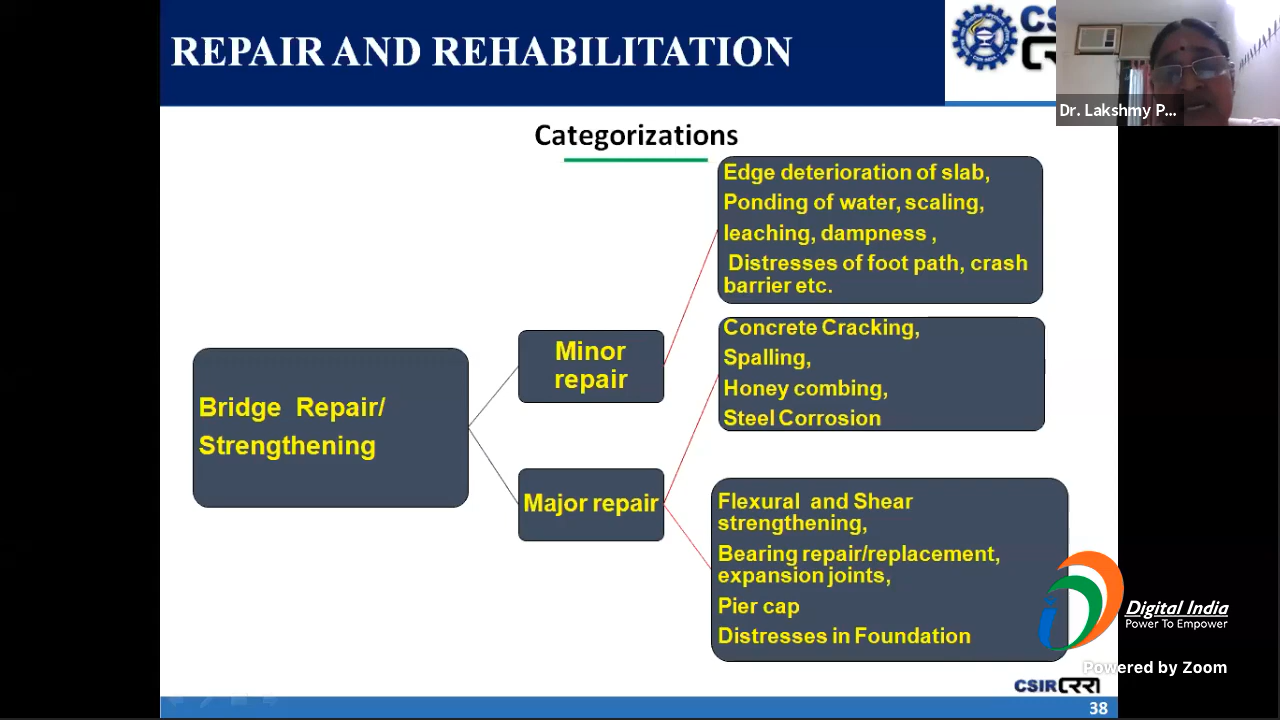 REPAIR AND REHABILITATION
CS
Dr. Lakshmy P...
Categorizations
Edge deterioration of slab,
Ponding of water, scaling,
leaching, dampness ,
Distresses of foot path, crash
barrier etc.
Concrete Cracking,
Spalling,
Honey combing,
Steel Corrosion
Minor
repair
Bridge Repair/
Strengthening
Major repair
Flexural and Shear
strengthening,
Bearing repair/replacement,
expansion joints,
Pier cap
Distresses in Foundation
Digital India
Power To Empower
Powered by Zoom
CSIR CRRI
38